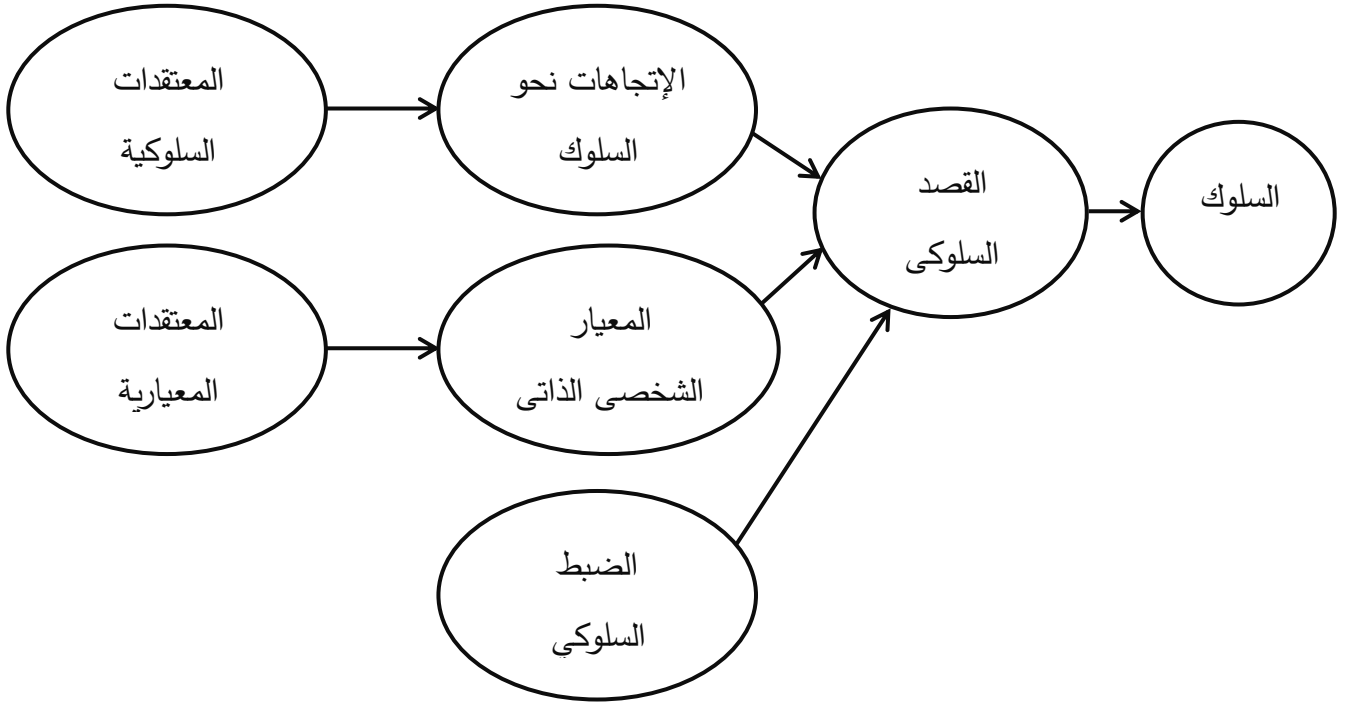 المعتقدات
السلوكية
الإتجاهات نحو
السلوك
القصد
السلوكى
السلوك
المعتقدات
المعيارية
المعيار
الشخصى الذاتى
الضبط
السلوكي